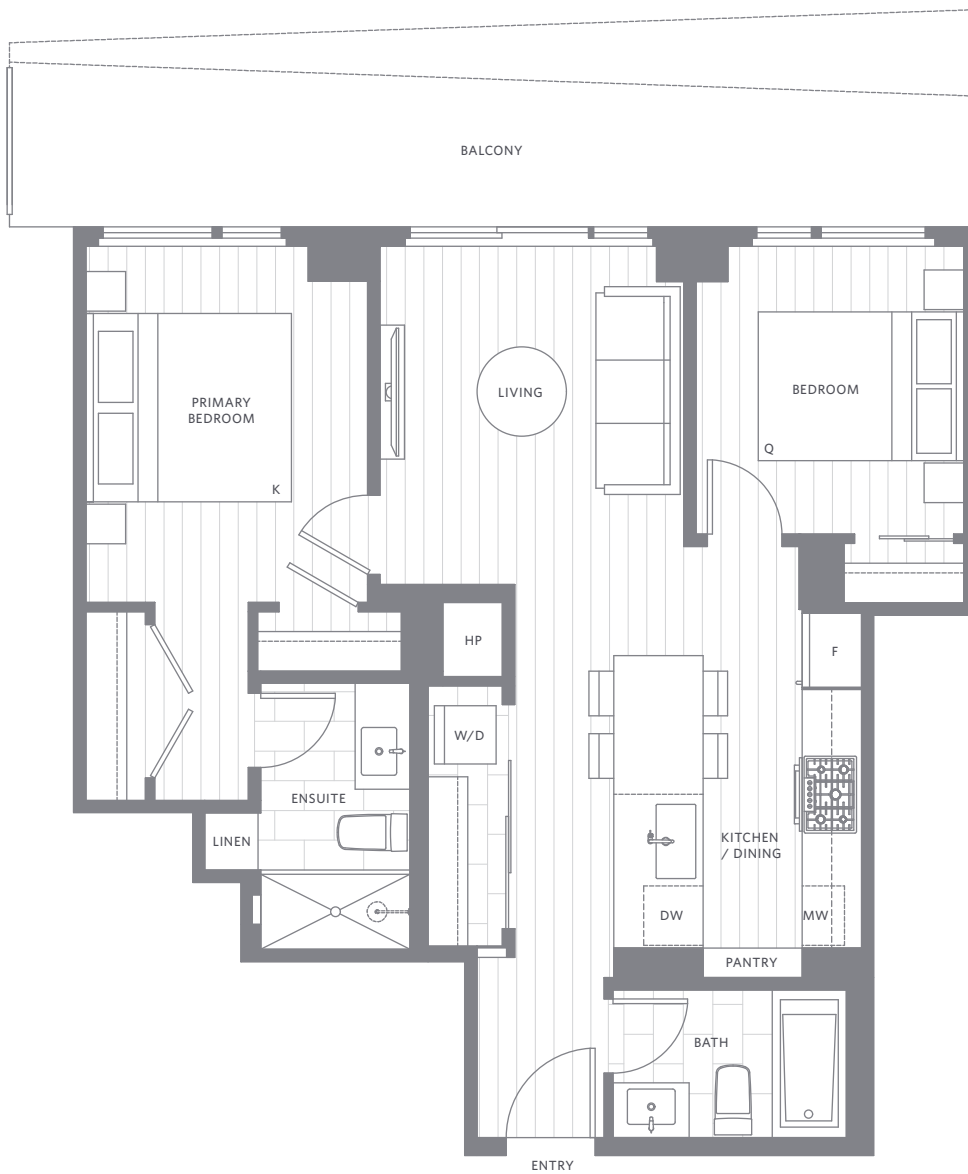 BALCONY
PRIMARY
BEDROOM
K
LIVING
BEDROOM
Q
HP
F
W/D
ENSUITE
LINEN
KITCHEN
/ DINING
DW
MW
PANTRY
BATH
ENTRY